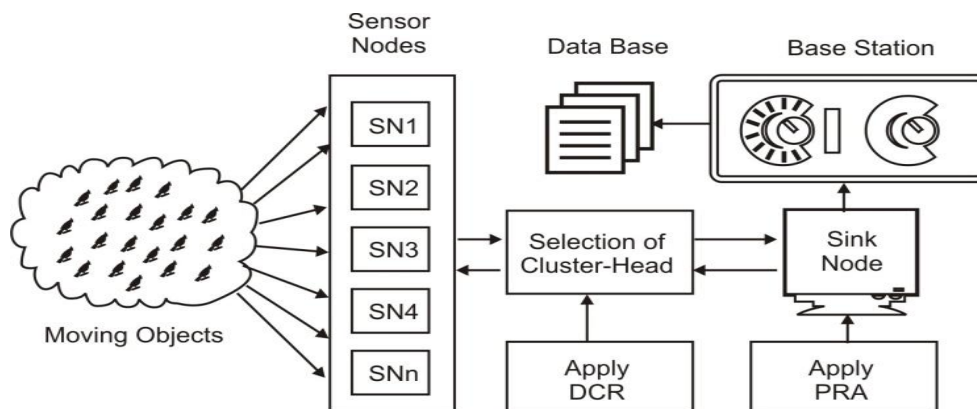 Sensor
Nodes
Data Base
Base Station
SN1
SN2
SN3
SN4
SNn
Selection of
Cluster-Head
Sink
Node
Moving Objects
Apply
DCR
Apply
PRA